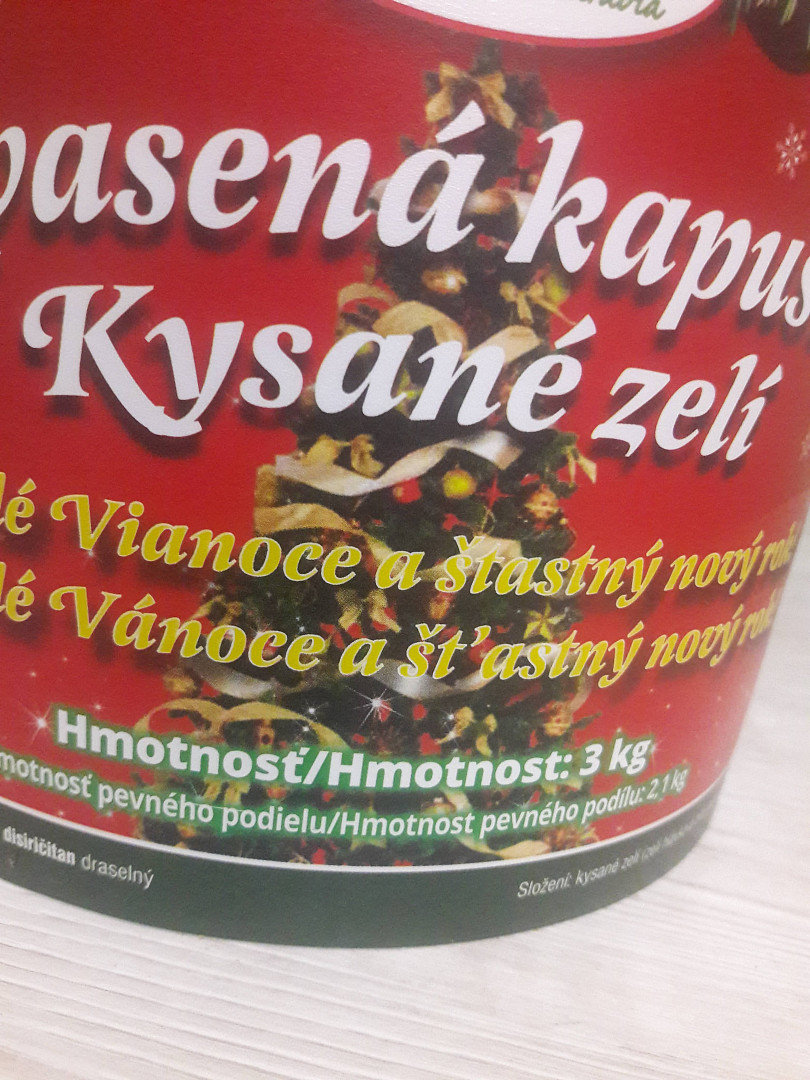 pasená kapus
Kysané zelí
lé Vianoce a šťastný nový rok
lé Vánoce a šťastný nový rok
Hmotnosť/Hmotnost: 3 kg
motnosť pevného podielu/Hmotnost pevného podílu: 2,1 kg
disiričitan draselný
Složení: kysané zelí